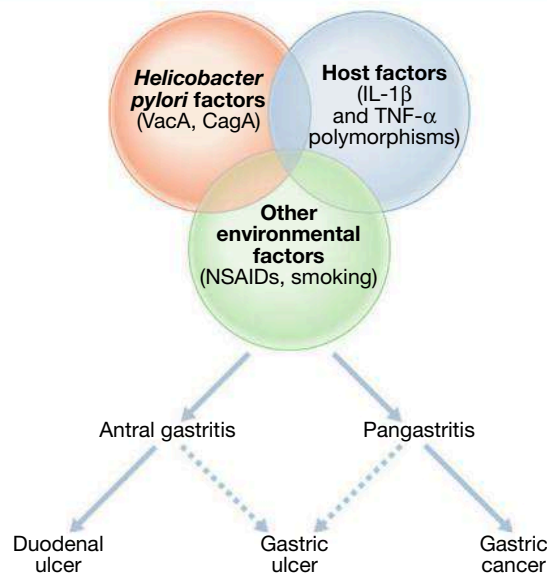 Helicobacter
pylori factors
(VacA, CagA)
Host factors
(IL-1β
and TNF-α
polymorphisms)
Other
environmental
factors
(NSAIDs, smoking)
Antral gastritis
Pangastritis
Duodenal
ulcer
Gastric
ulcer
Gastric
cancer